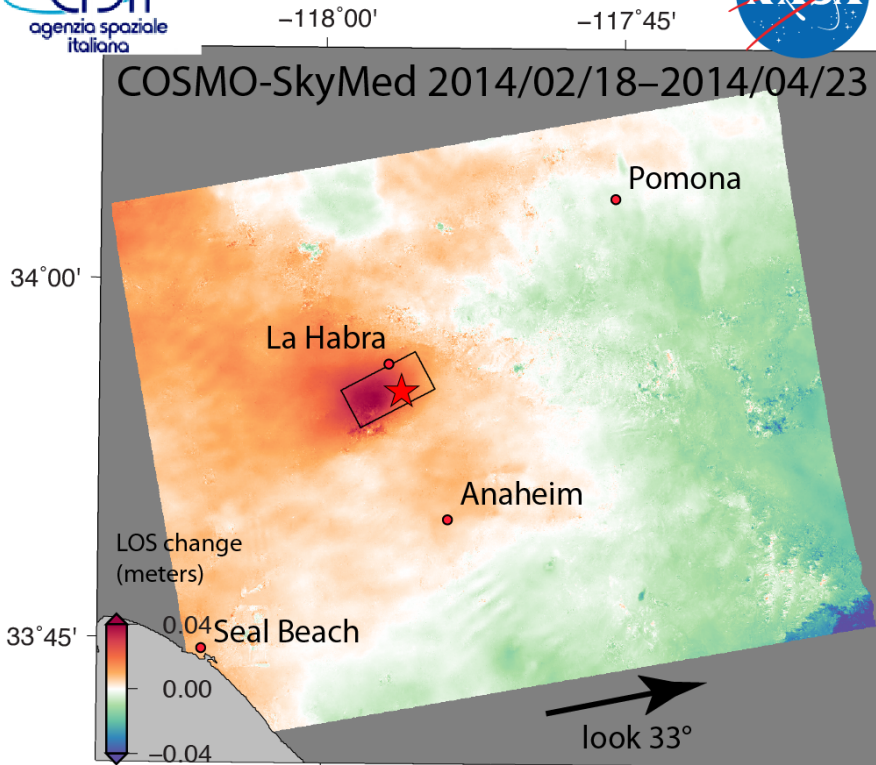 agenzia spaziale
italiana
−118˚00'
−117˚45'
COSMO-SkyMed 2014/02/18–2014/04/23
Pomona
34˚00'
La Habra
Anaheim
LOS change
(meters)
0.04
Seal Beach
33˚45'
0.00
−0.04
look 33°